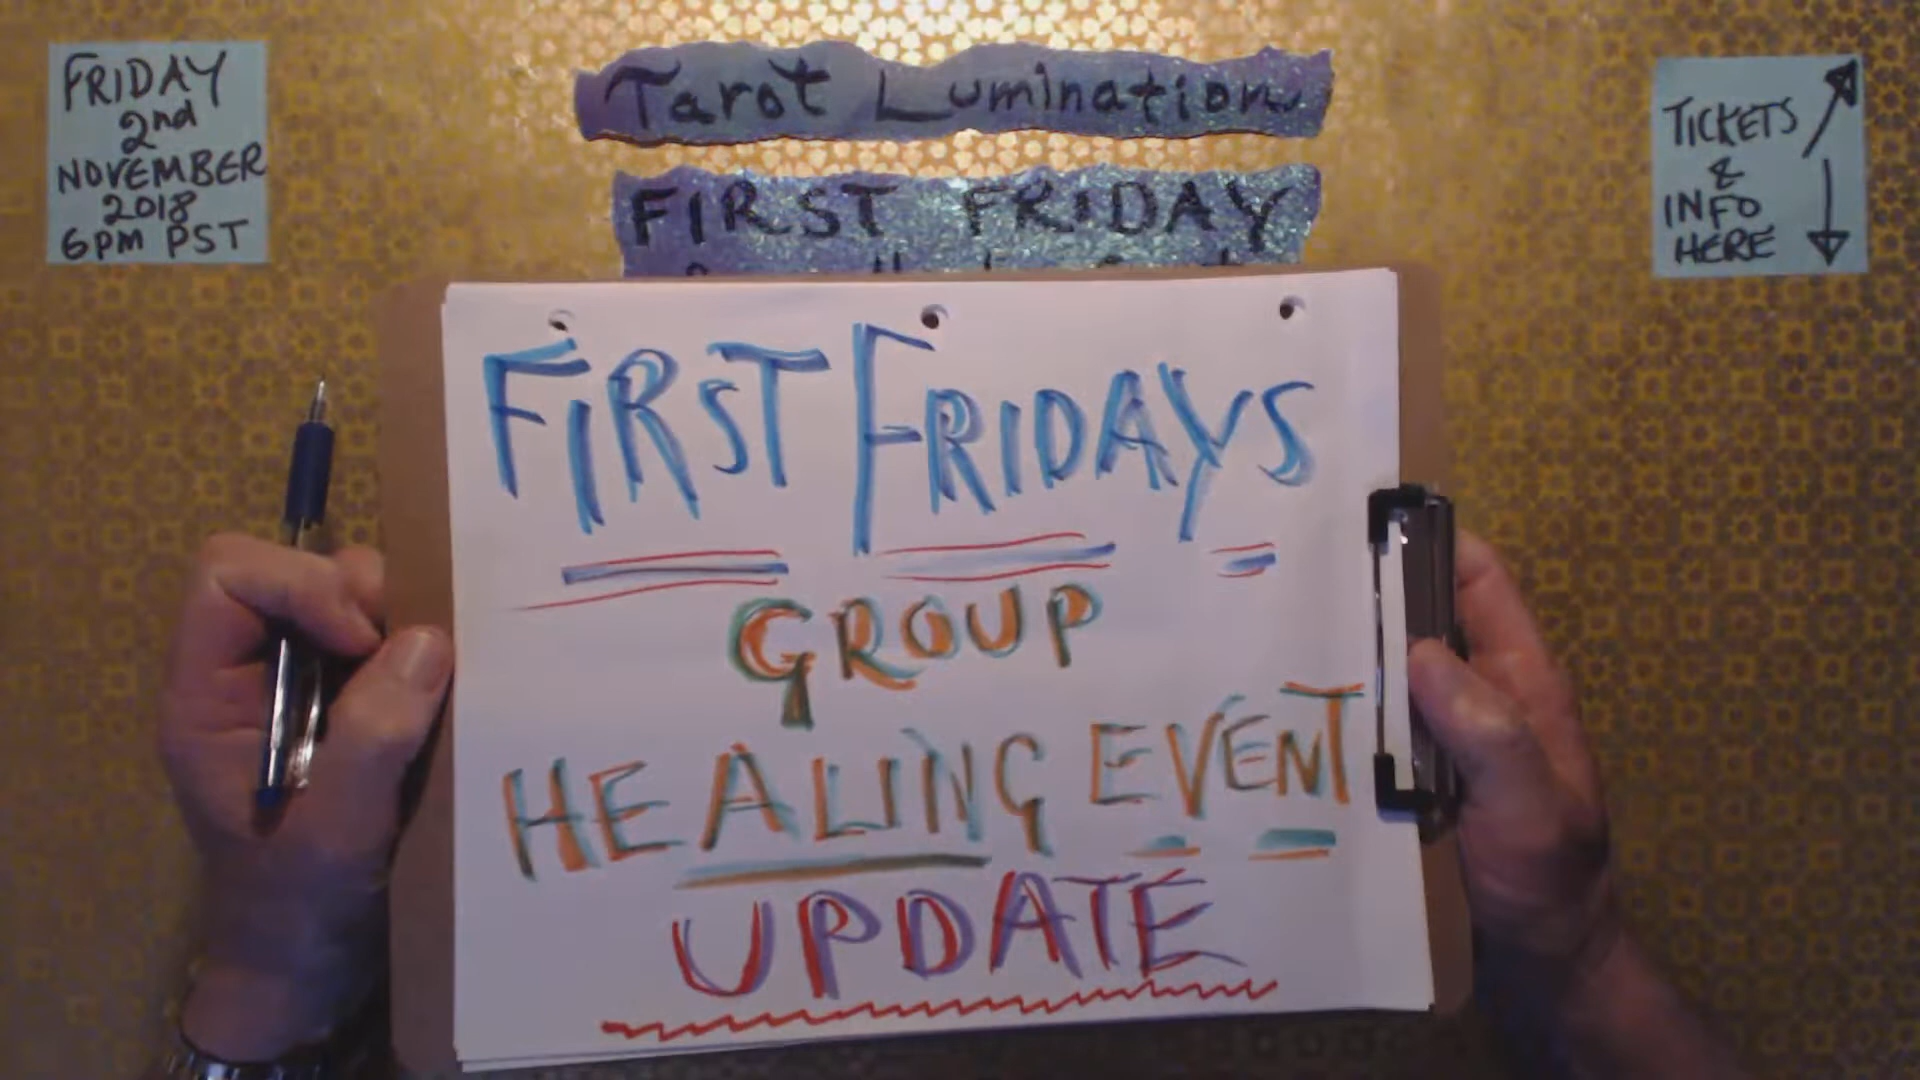 FRIDAY
2nd
NOVEMBER
2018
6PM PST
Tarot Lumination
FIRST FRIDAY
TICKETS
&
INFO
HERE
FIRST FRIDAYS
GROUP
HEALING EVENT
UPDATE